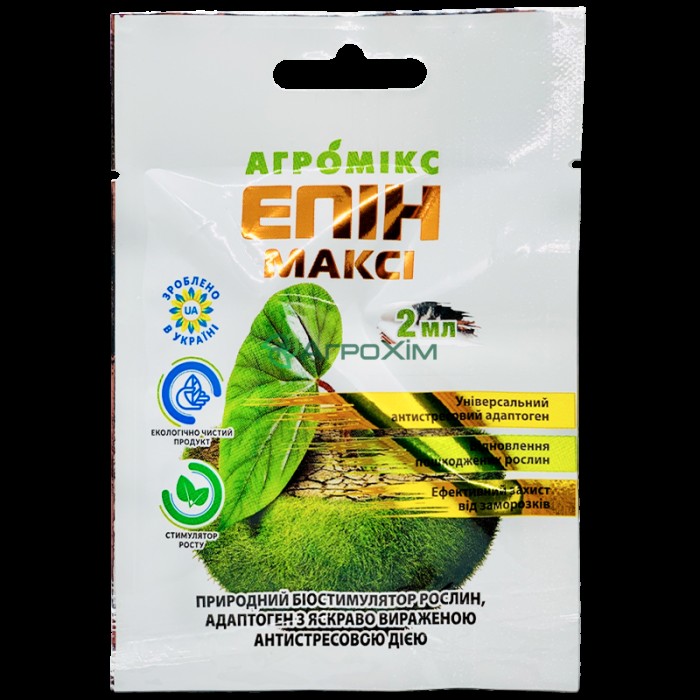 АГРОМІКС
ЕПІН
МАКСІ
ЗРОБЛЕНО
UA
В УКРАЇНІ
2 мл
АГРОХІМ
Універсальний
антистресовий адаптоген
ЕКОЛОГІЧНО ЧИСТИЙ
ПРОДУКТ
Відновлення
пошкоджених рослин
Ефективний захист
від заморозків
СТИМУЛЯТОР
РОСТУ
ПРИРОДНИЙ БІОСТИМУЛЯТОР РОСЛИН,
АДАПТОГЕН З ЯСКРАВО ВИРАЖЕНОЮ
АНТИСТРЕСОВОЮ ДІЄЮ